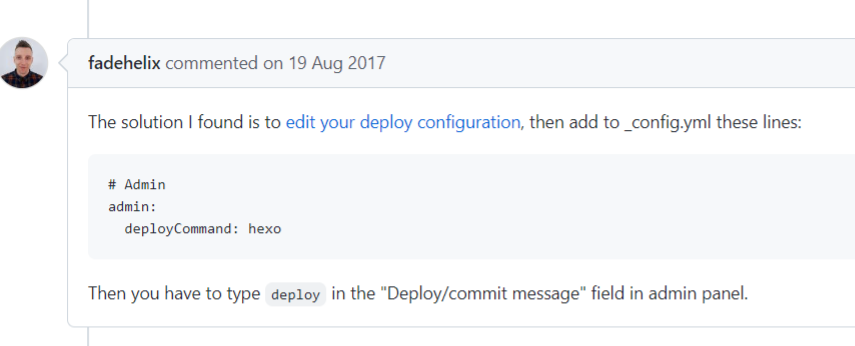 fadehelix commented on 19 Aug 2017
The solution I found is to edit your deploy configuration, then add to _config.yml these lines:
# Admin
admin:
  deployCommand: hexo
Then you have to type deploy in the "Deploy/commit message" field in admin panel.